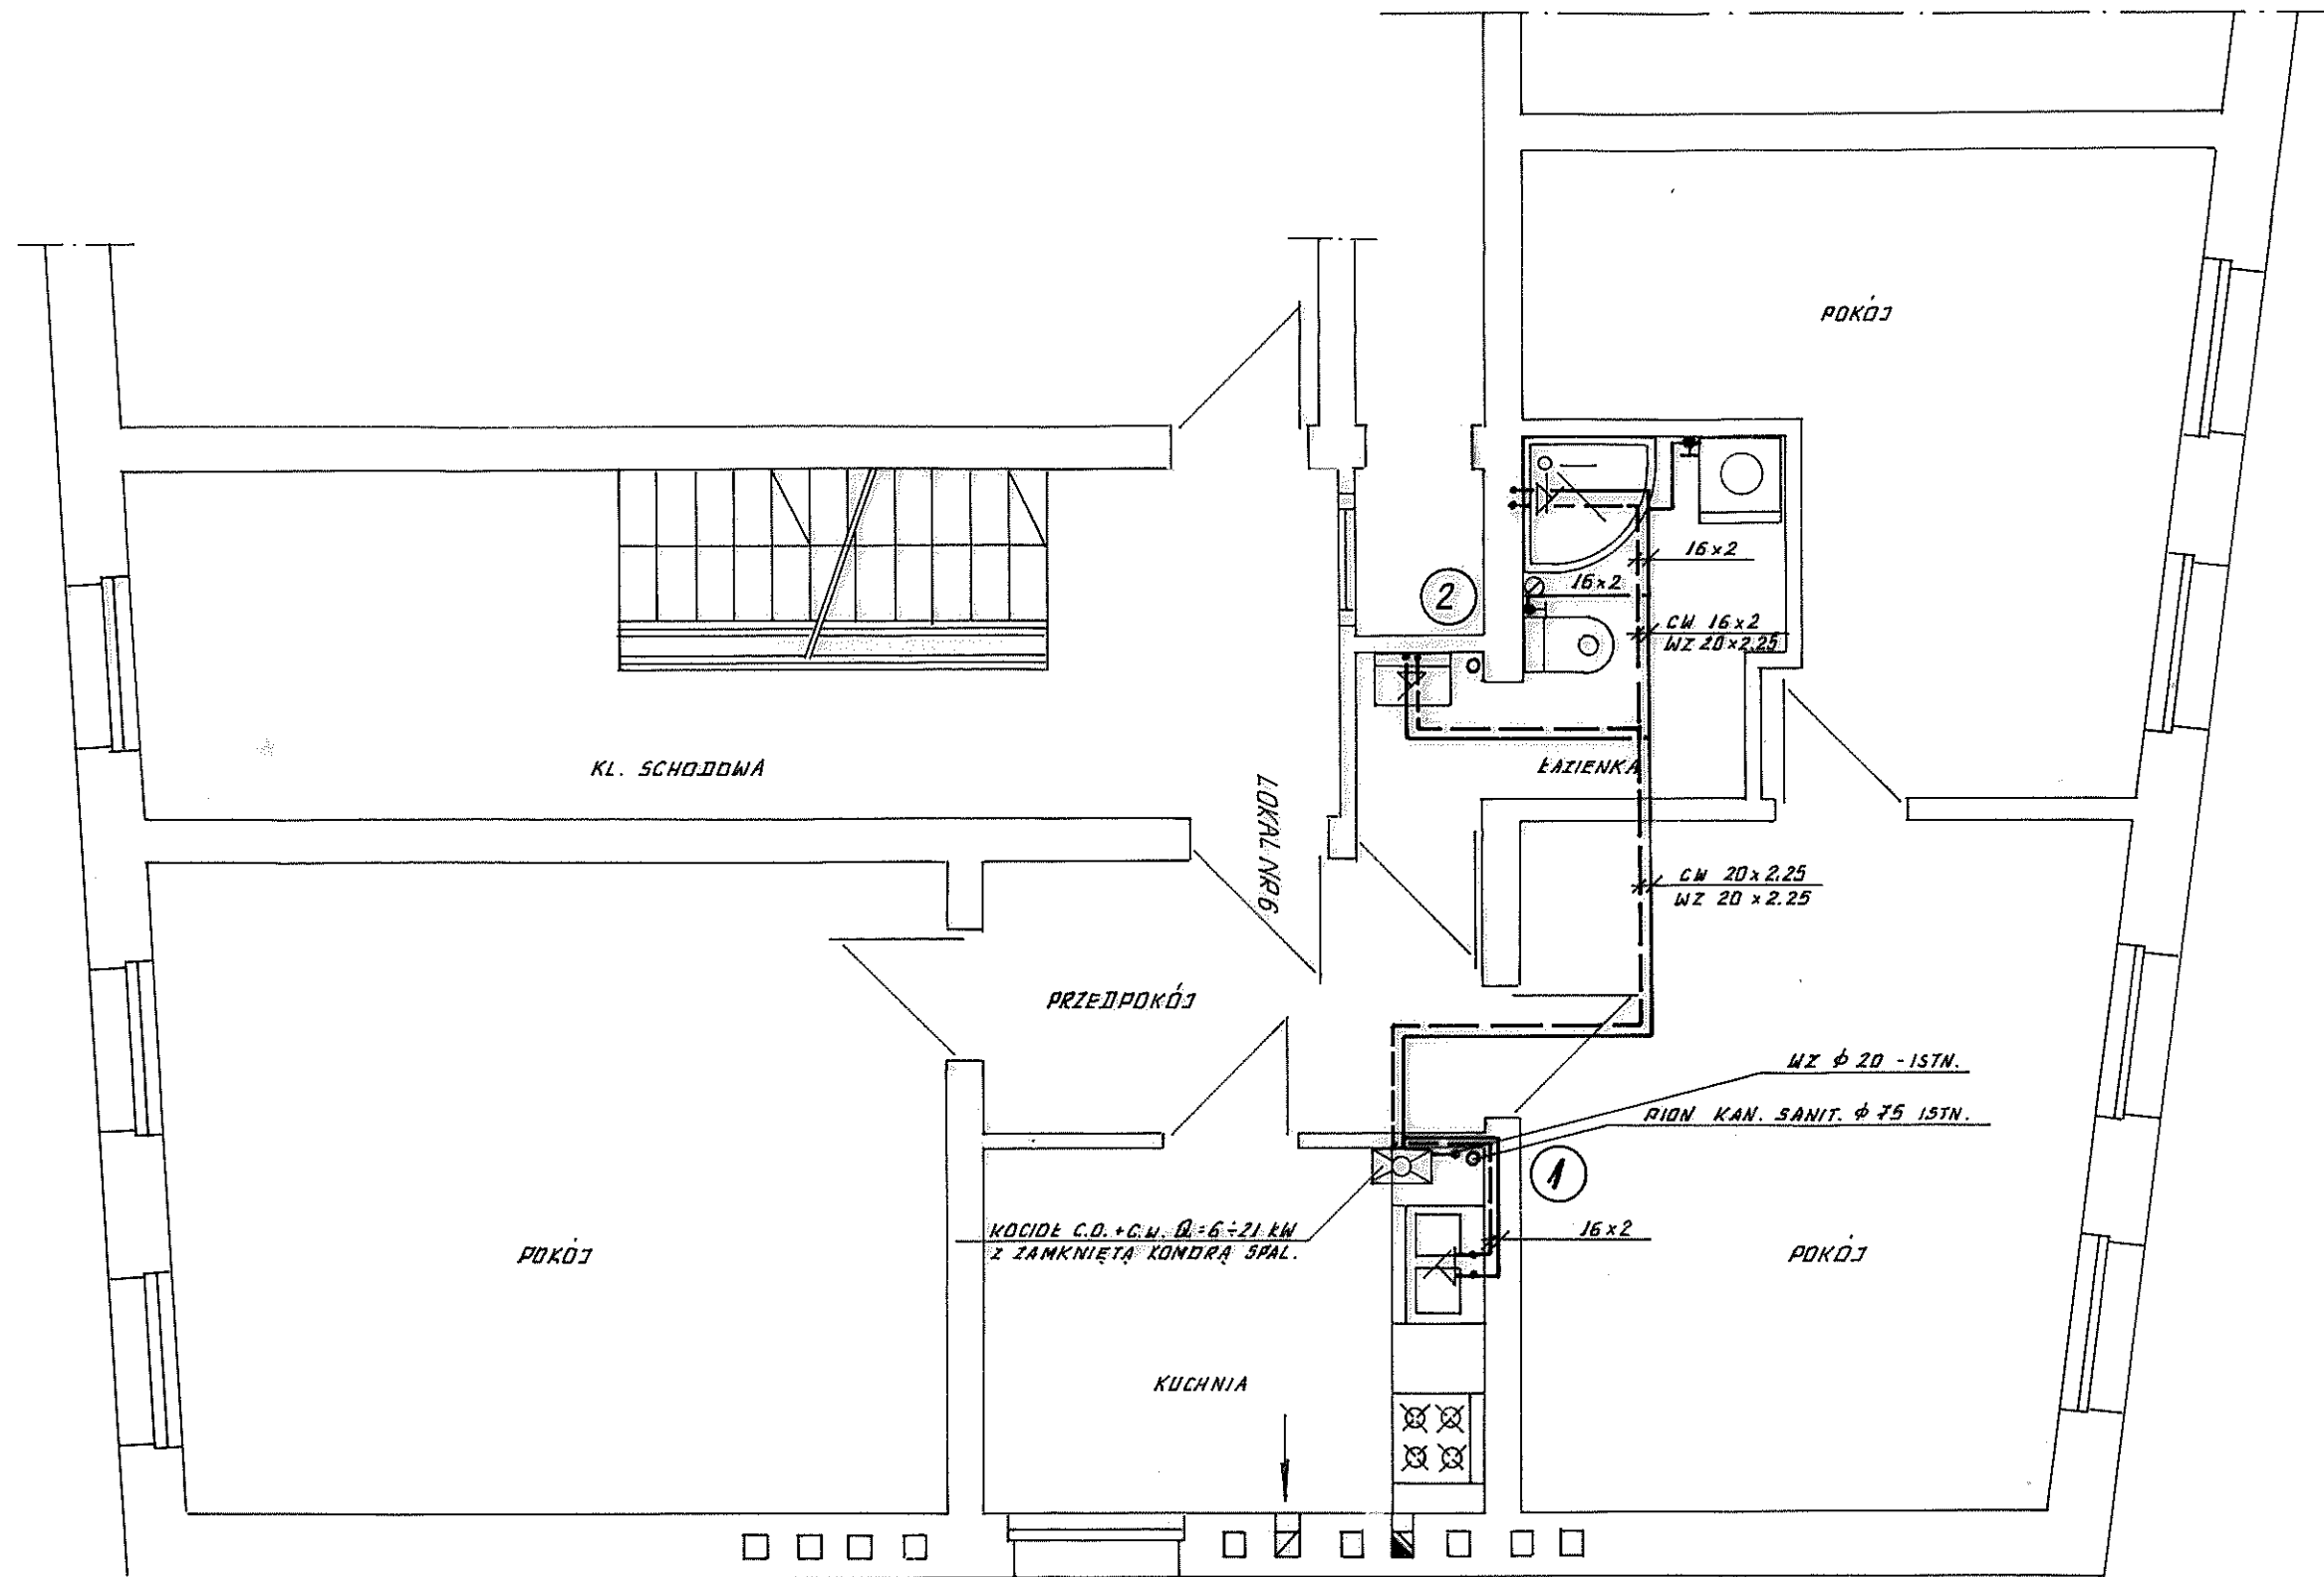 POKÓJ
16×2
16×2
2
CW 16×2
WZ 20×2.25
KL. SCHODOWA
ŁAZIENKA
LOKAL NR 6
CW 20×2.25
WZ 20×2.25
PRZEDPOKÓJ
WZ ϕ 20 - ISTN.
PION KAN. SANIT. ϕ 75 ISTN.
1
KOCIOŁ C.O.+C.W. Q=6÷21 kW
Z ZAMKNIĘTĄ KOMORĄ SPAL.
16×2
POKÓJ
POKÓJ
KUCHNIA